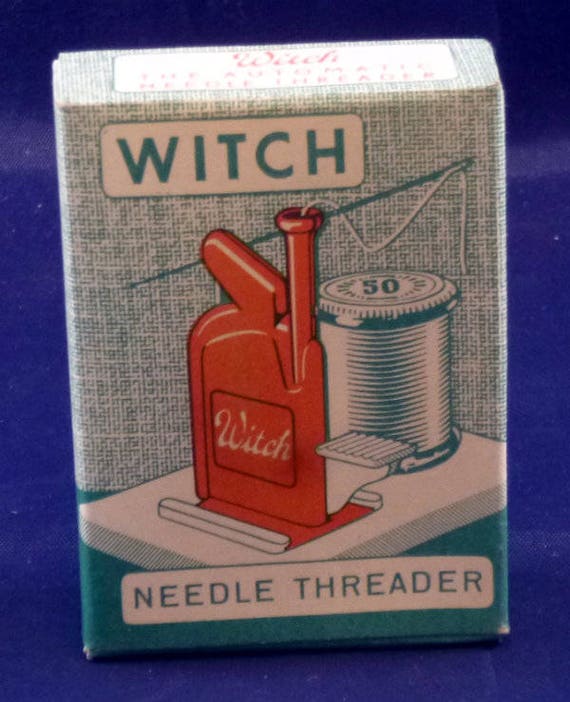 Witch
THE AUTOMATIC
NEEDLE THREADER
WITCH
50
Witch
NEEDLE THREADER